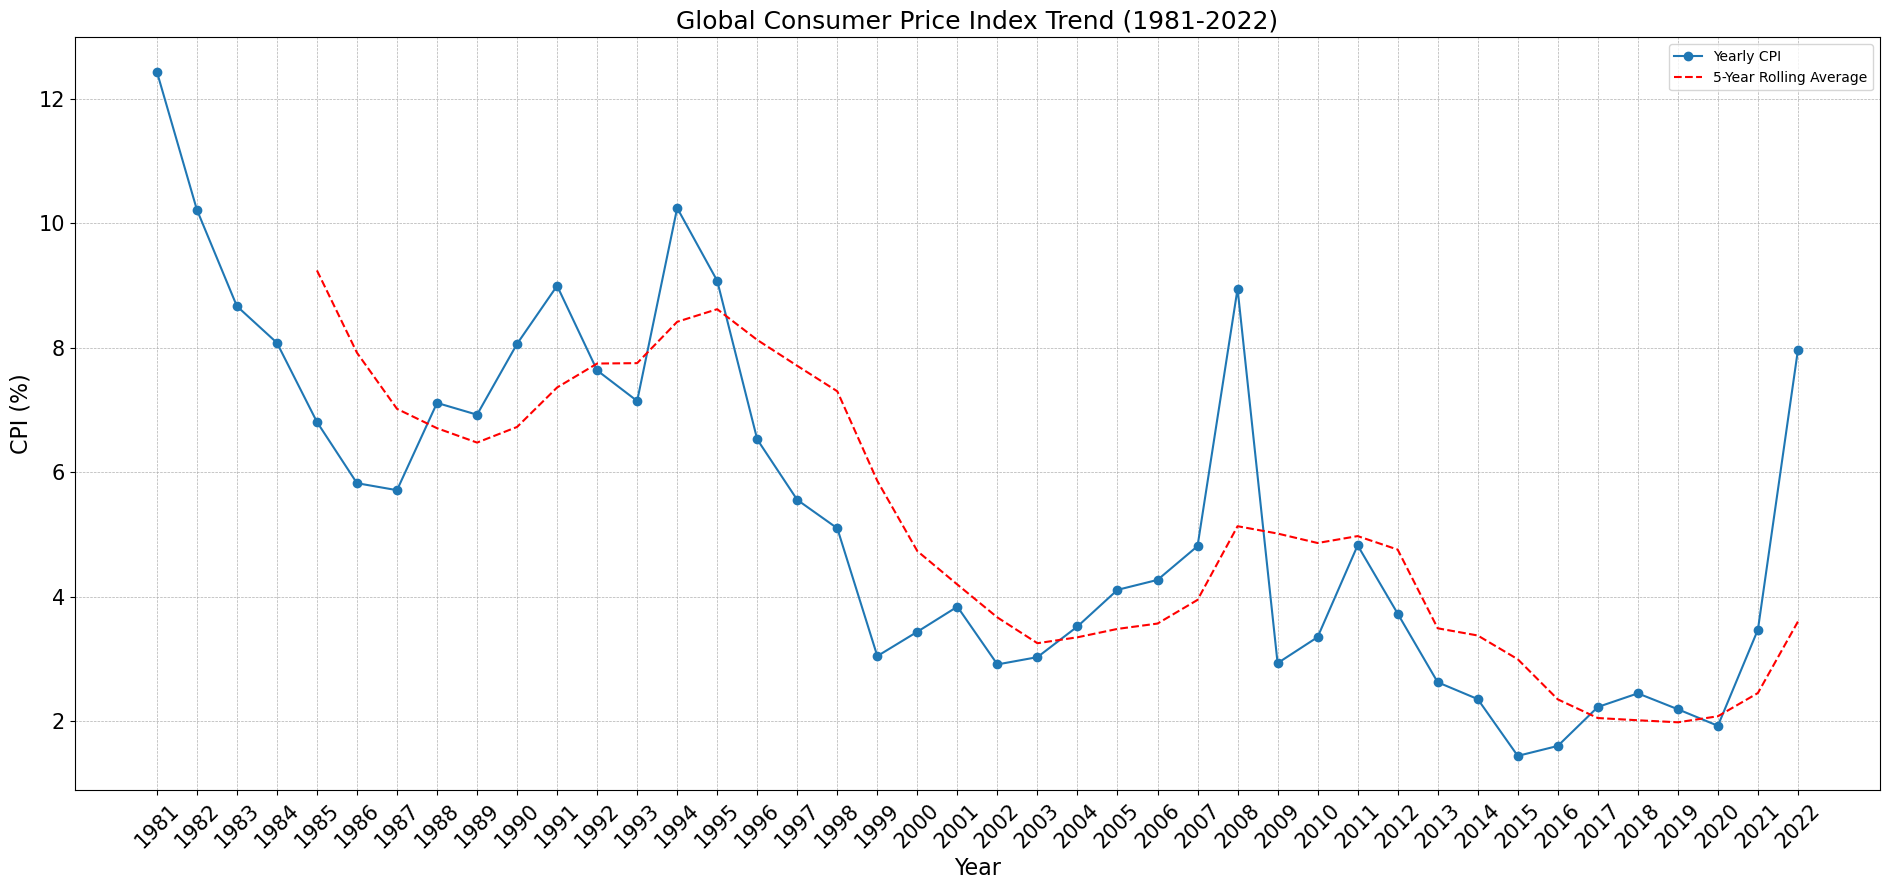 Global Consumer Price Index Trend (1981-2022)
Yearly CPI
5-Year Rolling Average
CPI (%)
12
10
8
6
4
2
1981 1982 1983 1984 1985 1986 1987 1988 1989 1990 1991 1992 1993 1994 1995 1996 1997 1998 1999 2000 2001 2002 2003 2004 2005 2006 2007 2008 2009 2010 2011 2012 2013 2014 2015 2016 2017 2018 2019 2020 2021 2022
Year